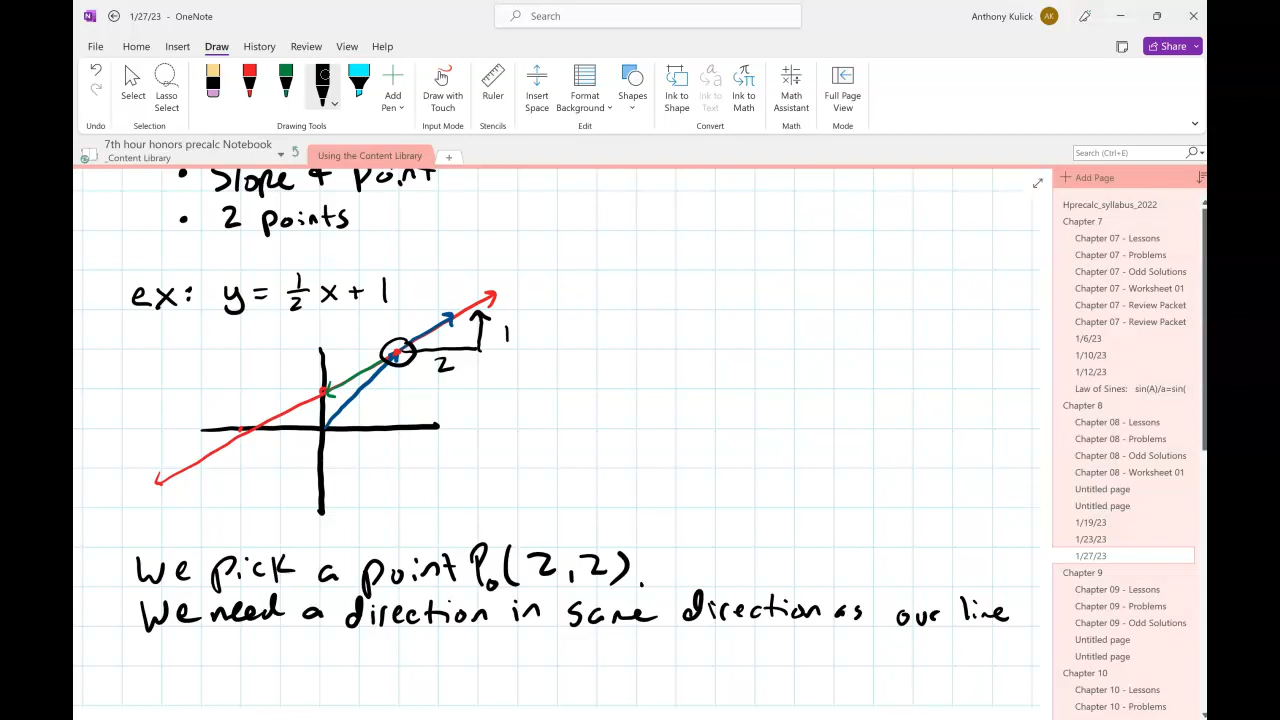 1/27/23 - OneNote
Search
Anthony Kulick
AK
File Home Insert Draw History Review View Help
Share
Undo
Select
Lasso Select
Add Pen
Draw with Touch
Ruler
Insert Space
Format Background
Shapes
Ink to Shape
Ink to Text
Ink to Math
Math Assistant
Full Page View
Selection
Drawing Tools
Input Mode
Stencils
Edit
Convert
Math
Mode
7th hour honors precalc Notebook
_Content Library
Using the Content Library
Search (Ctrl+E)
• Slope + point
• 2 points
ex: y = 1/2 x + 1
1
2
We pick a point P₀(2,2).
We need a direction in same direction as our line
Add Page
Hprecalc_syllabus_2022
Chapter 7
Chapter 07 - Lessons
Chapter 07 - Problems
Chapter 07 - Odd Solutions
Chapter 07 - Worksheet 01
Chapter 07 - Review Packet
Chapter 07 - Review Packet
1/6/23
1/10/23
1/12/23
Law of Sines: sin(A)/a=sin(
Chapter 8
Chapter 08 - Lessons
Chapter 08 - Problems
Chapter 08 - Odd Solutions
Chapter 08 - Worksheet 01
Untitled page
Untitled page
1/19/23
1/23/23
1/27/23
Chapter 9
Chapter 09 - Lessons
Chapter 09 - Problems
Chapter 09 - Odd Solutions
Untitled page
Untitled page
Chapter 10
Chapter 10 - Lessons
Chapter 10 - Problems